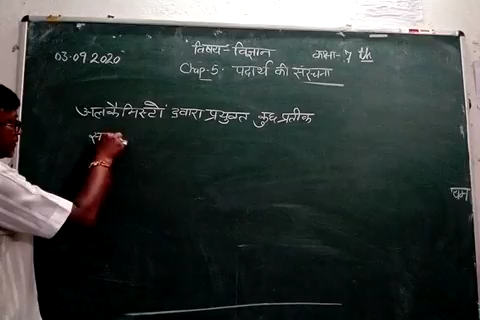 03.09.2020 विषय - विज्ञान कक्षा - 7 th
Chap-5. पदार्थ की संरचना
अलकैमिस्टों द्वारा प्रयुक्त कुछ प्रतीक